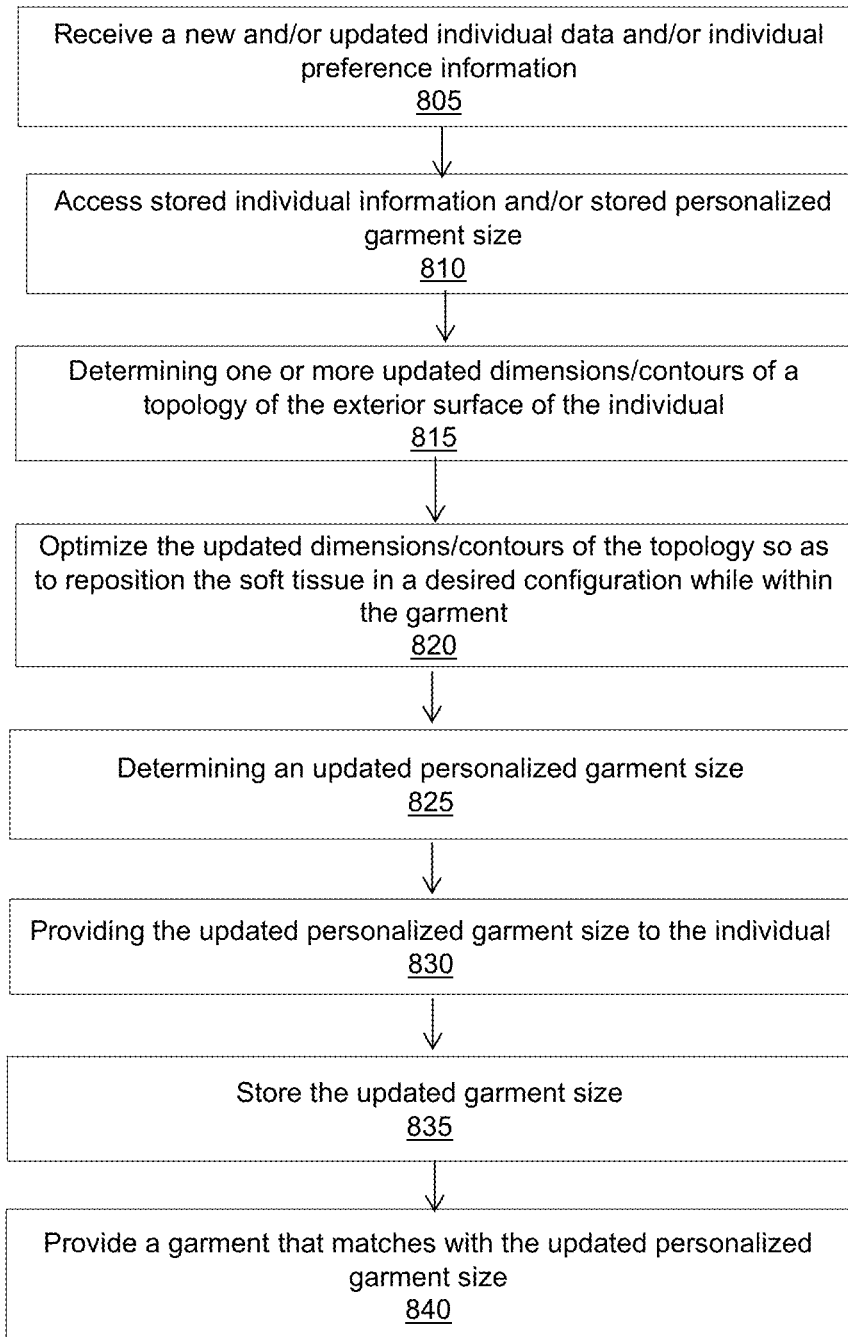 Receive a new and/or updated individual data and/or individual
preference information
805
Access stored individual information and/or stored personalized
garment size
810
Determining one or more updated dimensions/contours of a
topology of the exterior surface of the individual
815
Optimize the updated dimensions/contours of the topology so as
to reposition the soft tissue in a desired configuration while within
the garment
820
Determining an updated personalized garment size
825
Providing the updated personalized garment size to the individual
830
Store the updated garment size
835
Provide a garment that matches with the updated personalized
garment size
840